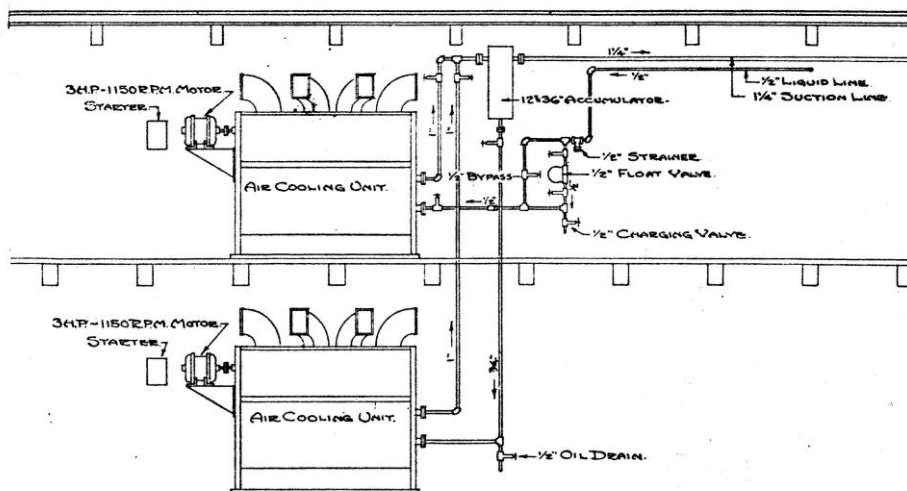 1¼"
½"
½" LIQUID LINE.
1¼" SUCTION LINE.
3 H.P.-1150 R.P.M. MOTOR
STARTER
12"x36" ACCUMULATOR.
1"
1"
½" STRAINER
½" BYPASS
½" FLOAT VALVE.
AIR COOLING UNIT.
½"
½" CHARGING VALVE.
3 H.P.-1150 R.P.M. MOTOR
STARTER
1"
¾"
AIR COOLING UNIT.
½" OIL DRAIN.